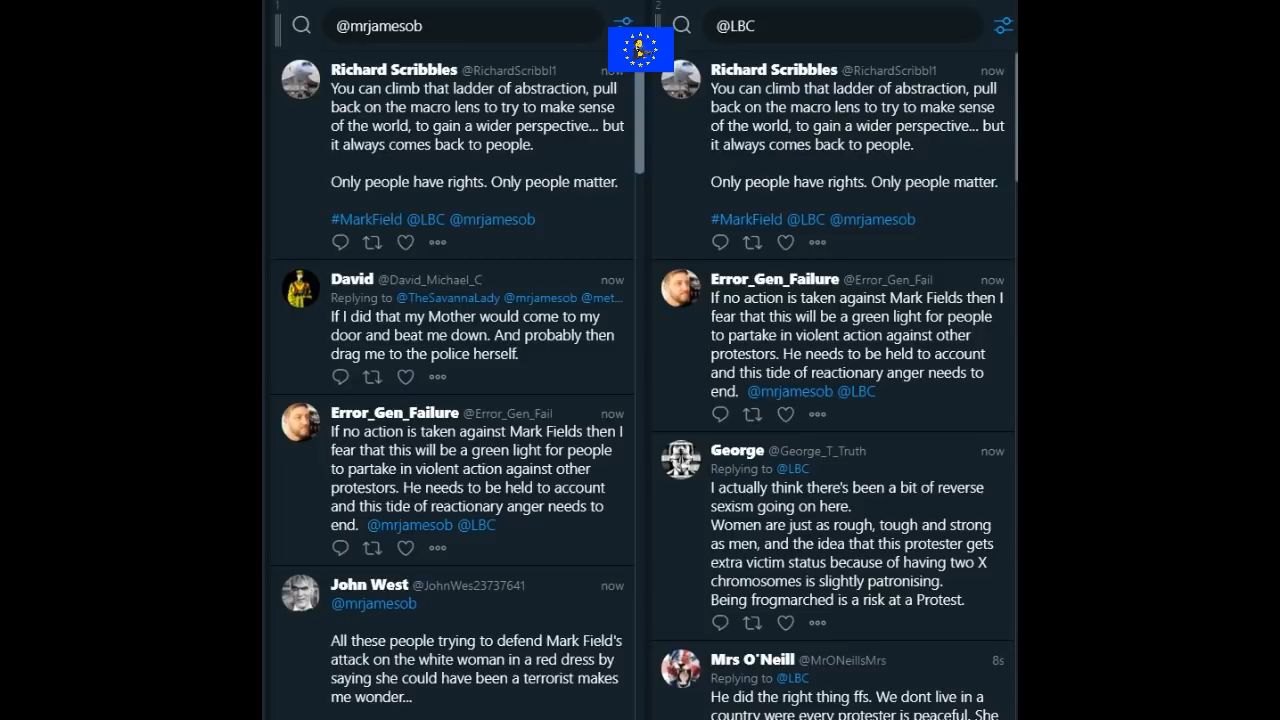 1
@mrjamesob
Richard Scribbles @RichardScribbl1 now
You can climb that ladder of abstraction, pull
back on the macro lens to try to make sense
of the world, to gain a wider perspective... but
it always comes back to people.
Only people have rights. Only people matter.
#MarkField @LBC @mrjamesob
David @David_Michael_C now
Replying to @TheSavannaLady @mrjamesob @met...
If I did that my Mother would come to my
door and beat me down. And probably then
drag me to the police herself.
Error_Gen_Failure @Error_Gen_Fail now
If no action is taken against Mark Fields then I
fear that this will be a green light for people
to partake in violent action against other
protestors. He needs to be held to account
and this tide of reactionary anger needs to
end. @mrjamesob @LBC
John West @JohnWes23737641 now
@mrjamesob
All these people trying to defend Mark Field's
attack on the white woman in a red dress by
saying she could have been a terrorist makes
me wonder...
2
@LBC
Richard Scribbles @RichardScribbl1 now
You can climb that ladder of abstraction, pull
back on the macro lens to try to make sense
of the world, to gain a wider perspective... but
it always comes back to people.
Only people have rights. Only people matter.
#MarkField @LBC @mrjamesob
Error_Gen_Failure @Error_Gen_Fail now
If no action is taken against Mark Fields then I
fear that this will be a green light for people
to partake in violent action against other
protestors. He needs to be held to account
and this tide of reactionary anger needs to
end. @mrjamesob @LBC
George @George_T_Truth now
Replying to @LBC
I actually think there's been a bit of reverse
sexism going on here.
Women are just as rough, tough and strong
as men, and the idea that this protester gets
extra victim status because of having two X
chromosomes is slightly patronising.
Being frogmarched is a risk at a Protest.
Mrs O'Neill @MrONeillsMrs 8s
Replying to @LBC
He did the right thing ffs. We dont live in a
country were every protester is peaceful. She